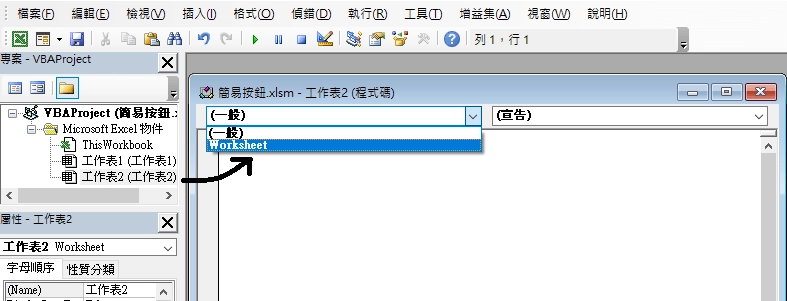 檔案(F) 編輯(E) 檢視(V) 插入(I) 格式(O) 偵錯(D) 執行(R) 工具(T) 增益集(A) 視窗(W) 說明(H)
列 1，行 1
專案 - VBAProject
VBAProject (簡易按鈕.x
Microsoft Excel 物件
ThisWorkbook
工作表1 (工作表1)
工作表2 (工作表2)
屬性 - 工作表2
工作表2 Worksheet
字母順序 性質分類
(Name) 工作表2
簡易按鈕.xlsm - 工作表2 (程式碼)
(一般) (宣告)
(一般)
Worksheet